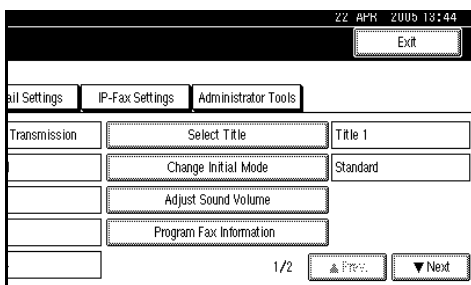 22 APR 2005 13:44
Exit
ail Settings IP-Fax Settings Administrator Tools
Transmission Select Title Title 1
Change Initial Mode Standard
Adjust Sound Volume
Program Fax Information
1/2 ▲ Prev. ▼ Next